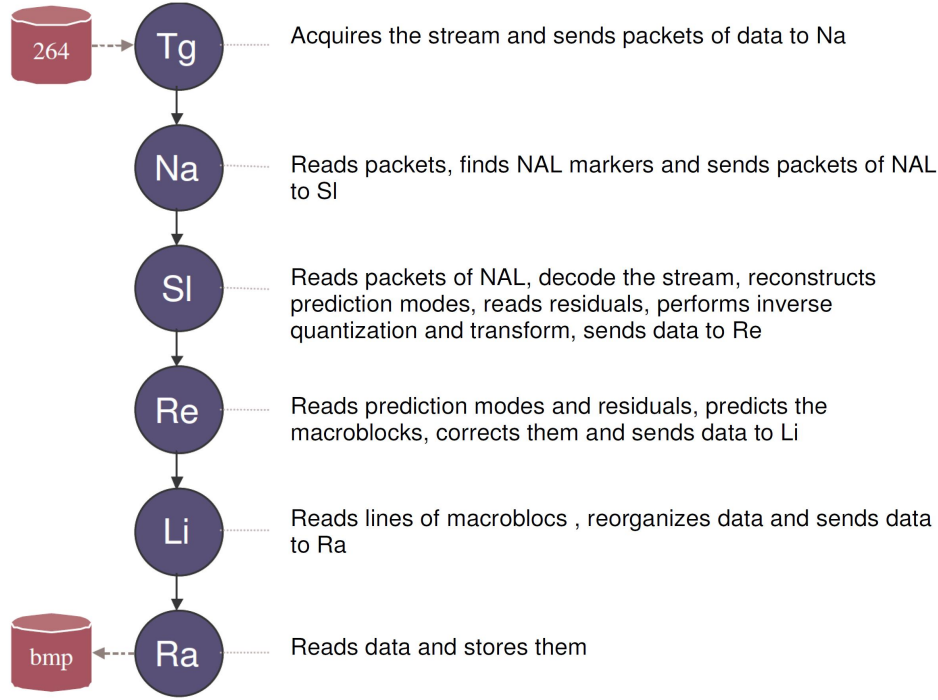 264
Tg
Acquires the stream and sends packets of data to Na
Na
Reads packets, finds NAL markers and sends packets of NAL
to Sl
Sl
Reads packets of NAL, decode the stream, reconstructs
prediction modes, reads residuals, performs inverse
quantization and transform, sends data to Re
Re
Reads prediction modes and residuals, predicts the
macroblocks, corrects them and sends data to Li
Li
Reads lines of macroblocs , reorganizes data and sends data
to Ra
bmp
Ra
Reads data and stores them